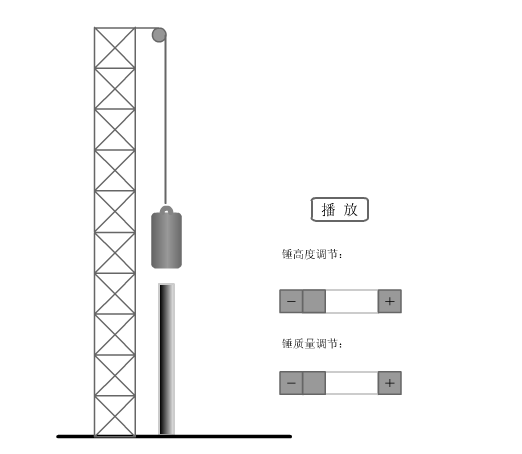 播 放
锤高度调节：
− +
锤质量调节：
− +